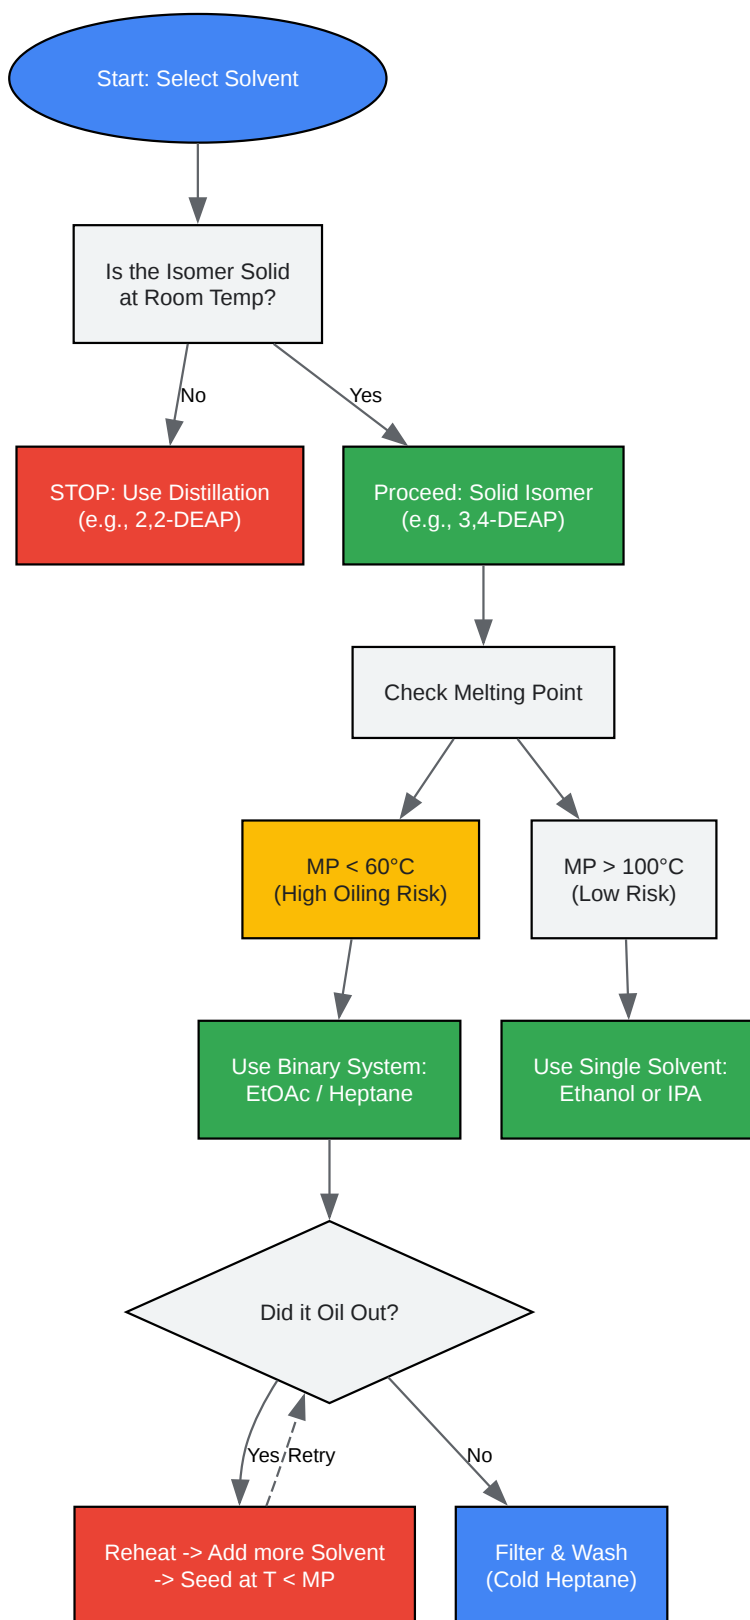 Start: Select Solvent
Is the Isomer Solid
at Room Temp?
No
Yes
STOP: Use Distillation
(e.g., 2,2-DEAP)
Proceed: Solid Isomer
(e.g., 3,4-DEAP)
Check Melting Point
MP < 60°C
(High Oiling Risk)
MP > 100°C
(Low Risk)
Use Binary System:
EtOAc / Heptane
Use Single Solvent:
Ethanol or IPA
Did it Oil Out?
Yes
Retry
No
Reheat -> Add more Solvent
-> Seed at T < MP
Filter & Wash
(Cold Heptane)